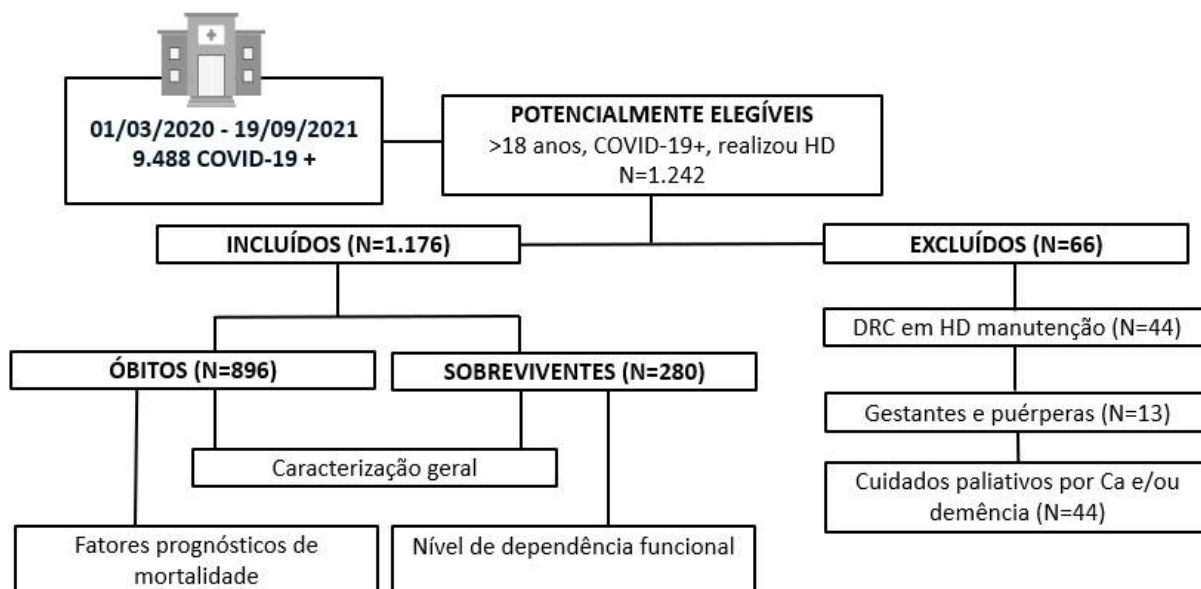 01/03/2020 - 19/09/2021
9.488 COVID-19 +
POTENCIALMENTE ELEGÍVEIS
>18 anos, COVID-19+, realizou HD
N=1.242
INCLUÍDOS (N=1.176)
EXCLUÍDOS (N=66)
DRC em HD manutenção (N=44)
ÓBITOS (N=896)
SOBREVIVENTES (N=280)
Gestantes e puérperas (N=13)
Caracterização geral
Cuidados paliativos por Ca e/ou
demência (N=44)
Fatores prognósticos de
mortalidade
Nível de dependência funcional